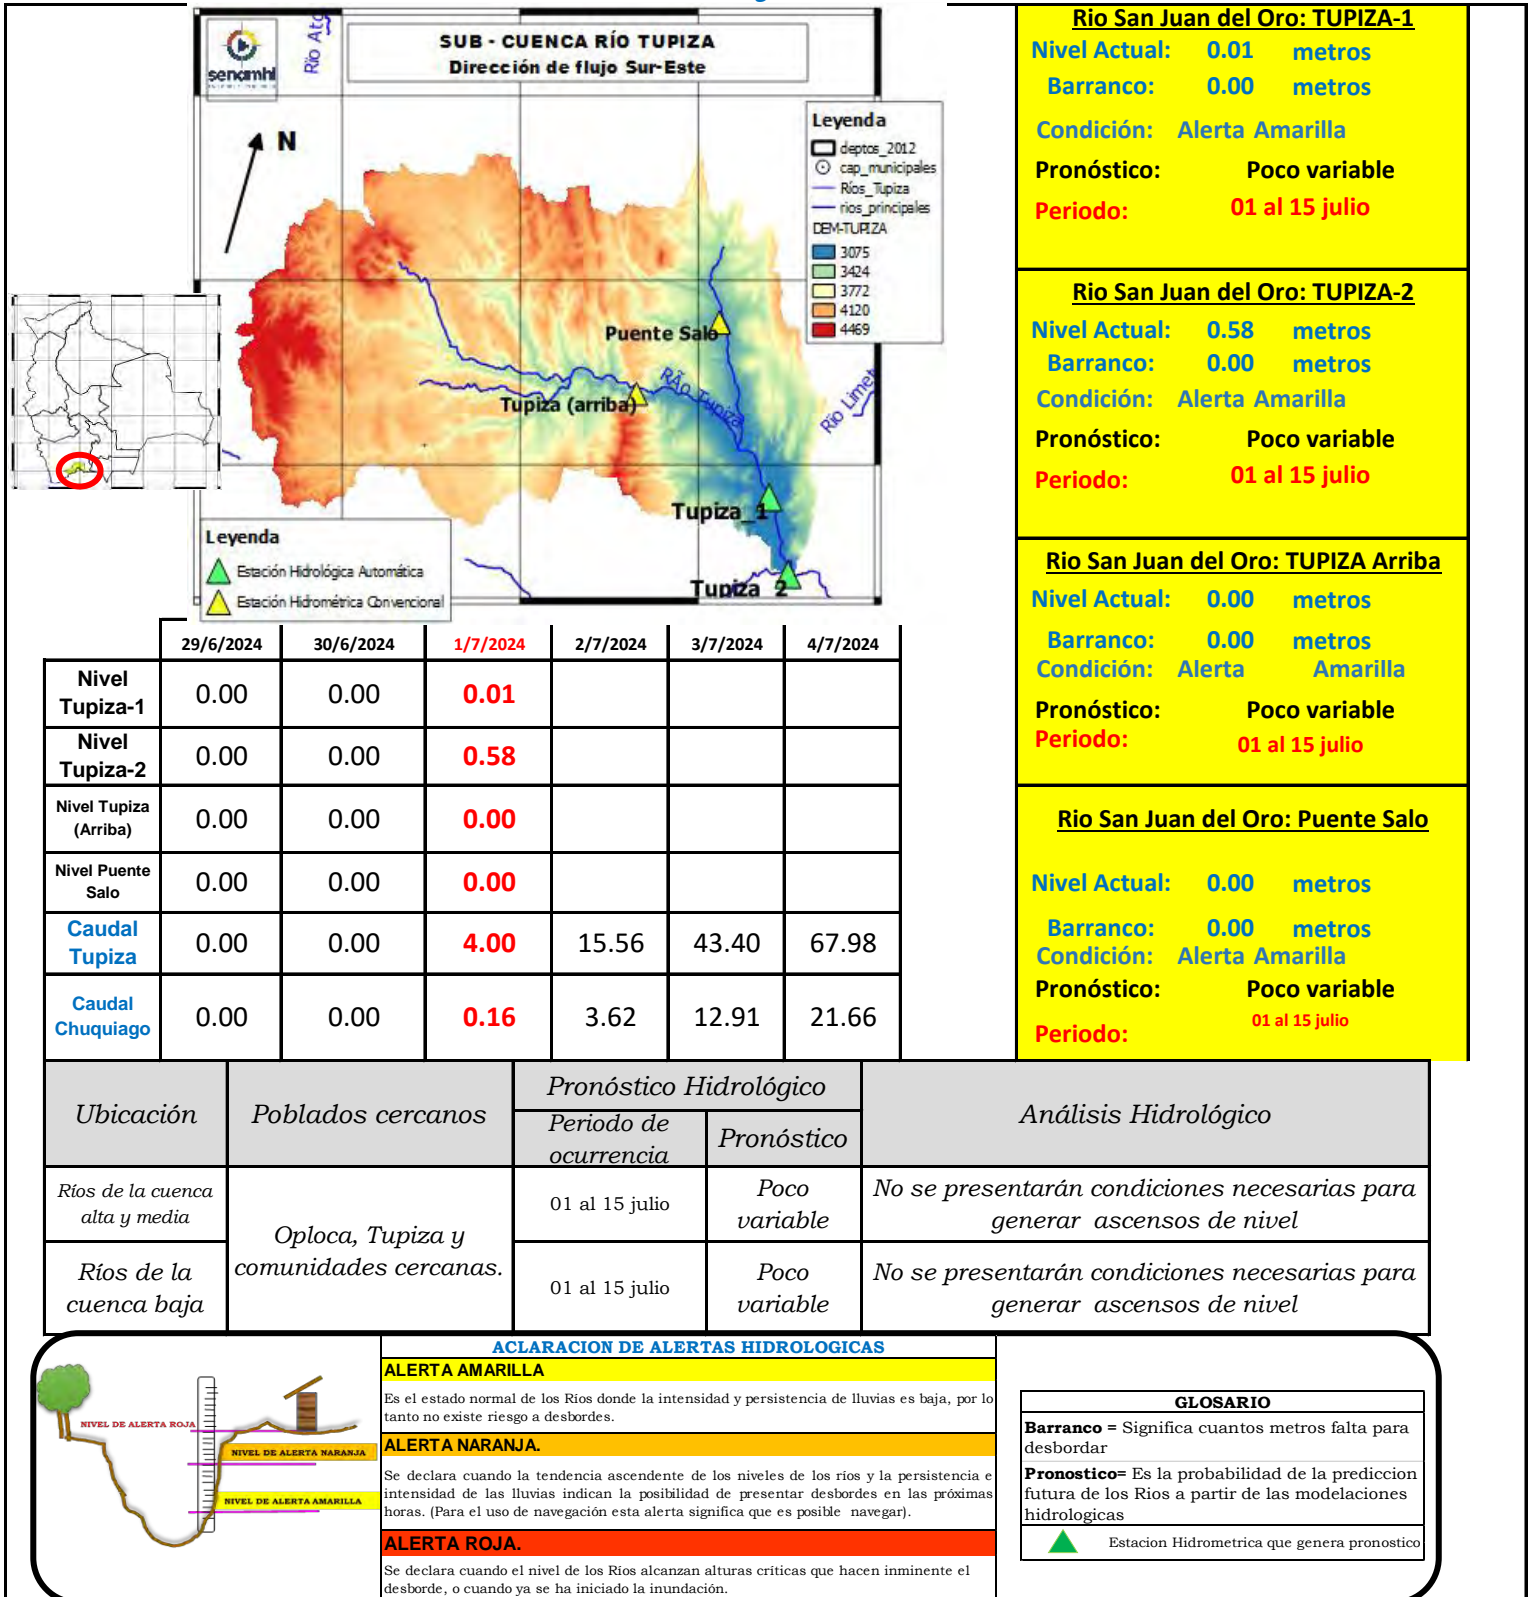 SUB - CUENCA RÍO TUPIZA
Dirección de flujo Sur-Este
senamhi
Río Ato
N
Leyenda
deptos_2012
cap_municipales
Ríos_Tupiza
rios_principales
DEM-TUPIZA
3075
3424
3772
4120
4469
Puente Salo
Tupiza (arriba)
RÃ­o Tupiza
Río Limet
Tupiza_1
Tupiza_2
Leyenda
Estación Hidrológica Automática
Estación Hidrométrica Convencional
Rio San Juan del Oro: TUPIZA-1
Nivel Actual: 0.01 metros
Barranco: 0.00 metros
Condición: Alerta Amarilla
Pronóstico: Poco variable
Periodo: 01 al 15 julio
Rio San Juan del Oro: TUPIZA-2
Nivel Actual: 0.58 metros
Barranco: 0.00 metros
Condición: Alerta Amarilla
Pronóstico: Poco variable
Periodo: 01 al 15 julio
Rio San Juan del Oro: TUPIZA Arriba
Nivel Actual: 0.00 metros
Barranco: 0.00 metros
Condición: Alerta Amarilla
Pronóstico: Poco variable
Periodo: 01 al 15 julio
Rio San Juan del Oro: Puente Salo
Nivel Actual: 0.00 metros
Barranco: 0.00 metros
Condición: Alerta Amarilla
Pronóstico: Poco variable
Periodo: 01 al 15 julio
29/6/2024 30/6/2024 1/7/2024 2/7/2024 3/7/2024 4/7/2024
Nivel
Tupiza-1 0.00 0.00 0.01
Nivel
Tupiza-2 0.00 0.00 0.58
Nivel Tupiza
(Arriba) 0.00 0.00 0.00
Nivel Puente
Salo 0.00 0.00 0.00
Caudal
Tupiza 0.00 0.00 4.00 15.56 43.40 67.98
Caudal
Chuquiago 0.00 0.00 0.16 3.62 12.91 21.66
Ubicación Poblados cercanos Pronóstico Hidrológico Análisis Hidrológico
Periodo de
ocurrencia Pronóstico
Ríos de la cuenca
alta y media
Oploca, Tupiza y
comunidades cercanas.
01 al 15 julio
Poco
variable
No se presentarán condiciones necesarias para
generar ascensos de nivel
Ríos de la
cuenca baja
01 al 15 julio
Poco
variable
No se presentarán condiciones necesarias para
generar ascensos de nivel
NIVEL DE ALERTA ROJA
NIVEL DE ALERTA NARANJA
NIVEL DE ALERTA AMARILLA
ACLARACION DE ALERTAS HIDROLOGICAS
ALERTA AMARILLA
Es el estado normal de los Ríos donde la intensidad y persistencia de lluvias es baja, por lo
tanto no existe riesgo a desbordes.
ALERTA NARANJA.
Se declara cuando la tendencia ascendente de los niveles de los ríos y la persistencia e
intensidad de las lluvias indican la posibilidad de presentar desbordes en las próximas
horas. (Para el uso de navegación esta alerta significa que es posible navegar).
ALERTA ROJA.
Se declara cuando el nivel de los Ríos alcanzan alturas críticas que hacen inminente el
desborde, o cuando ya se ha iniciado la inundación.
GLOSARIO
Barranco = Significa cuantos metros falta para
desbordar
Pronostico= Es la probabilidad de la prediccion
futura de los Rios a partir de las modelaciones
hidrologicas
Estacion Hidrometrica que genera pronostico